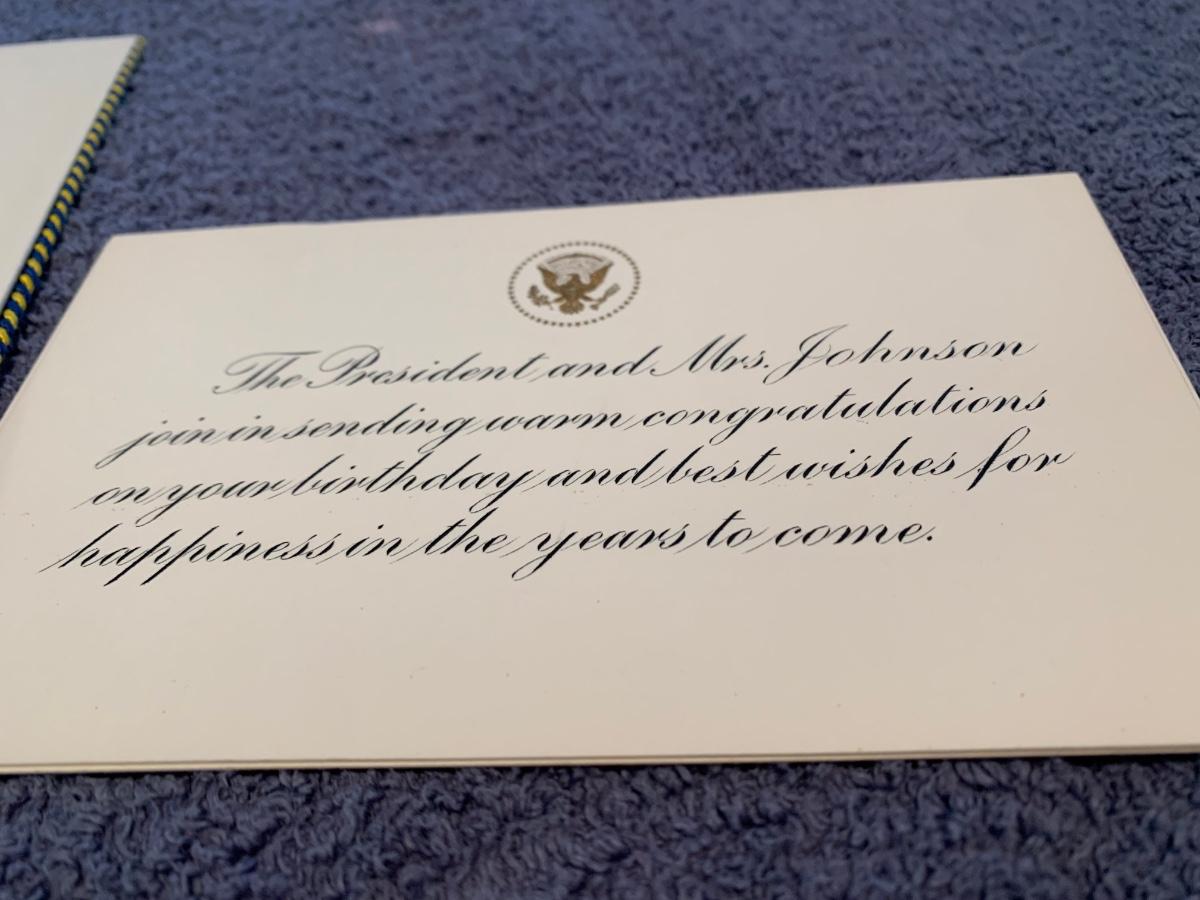 The President and Mrs. Johnson
join in sending warm congratulations
on your birthday and best wishes for
happiness in the years to come.